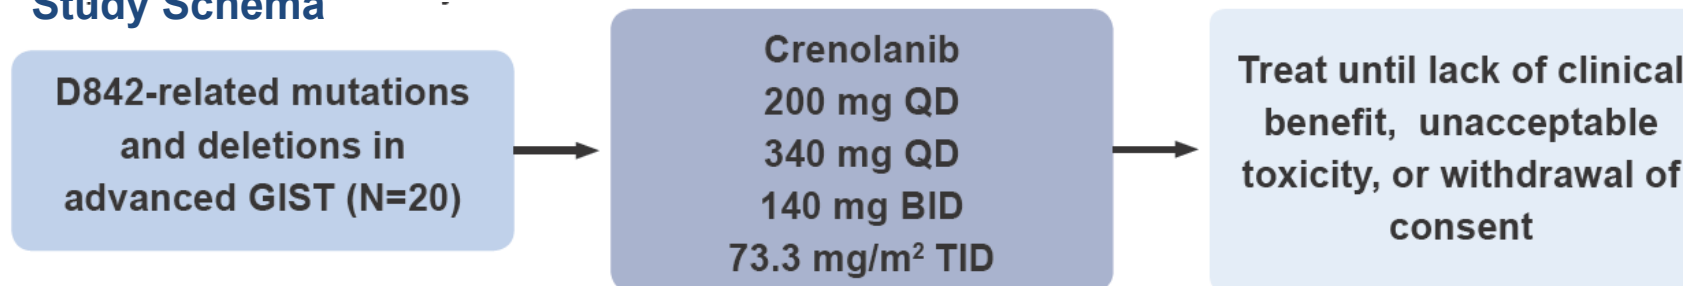 Study Schema
D842-related mutations
and deletions in
advanced GIST (N=20)
Crenolanib
200 mg QD
340 mg QD
140 mg BID
73.3 mg/m² TID
Treat until lack of clinical
benefit,  unacceptable
toxicity, or withdrawal of
consent